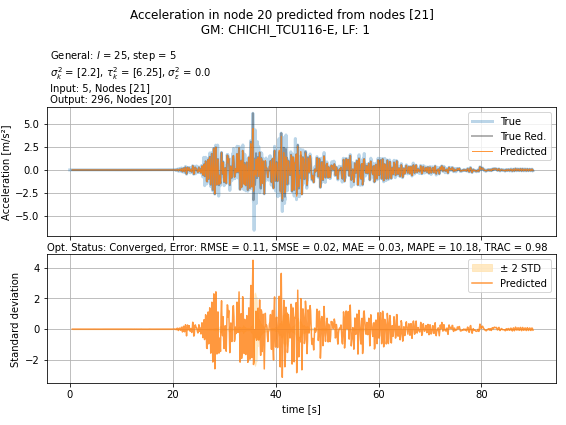 Acceleration in node 20 predicted from nodes [21]
GM: CHICHI_TCU116-E, LF: 1
General: l = 25, step = 5
σ²ₖ = [2.2], τ²ₖ = [6.25], σ²ε = 0.0
Input: 5, Nodes [21]
Output: 296, Nodes [20]
Acceleration [m/s²]
5.0
2.5
0.0
−2.5
−5.0
True
True Red.
Predicted
Opt. Status: Converged, Error: RMSE = 0.11, SMSE = 0.02, MAE = 0.03, MAPE = 10.18, TRAC = 0.98
Standard deviation
4
2
0
−2
± 2 STD
Predicted
0 20 40 60 80
time [s]